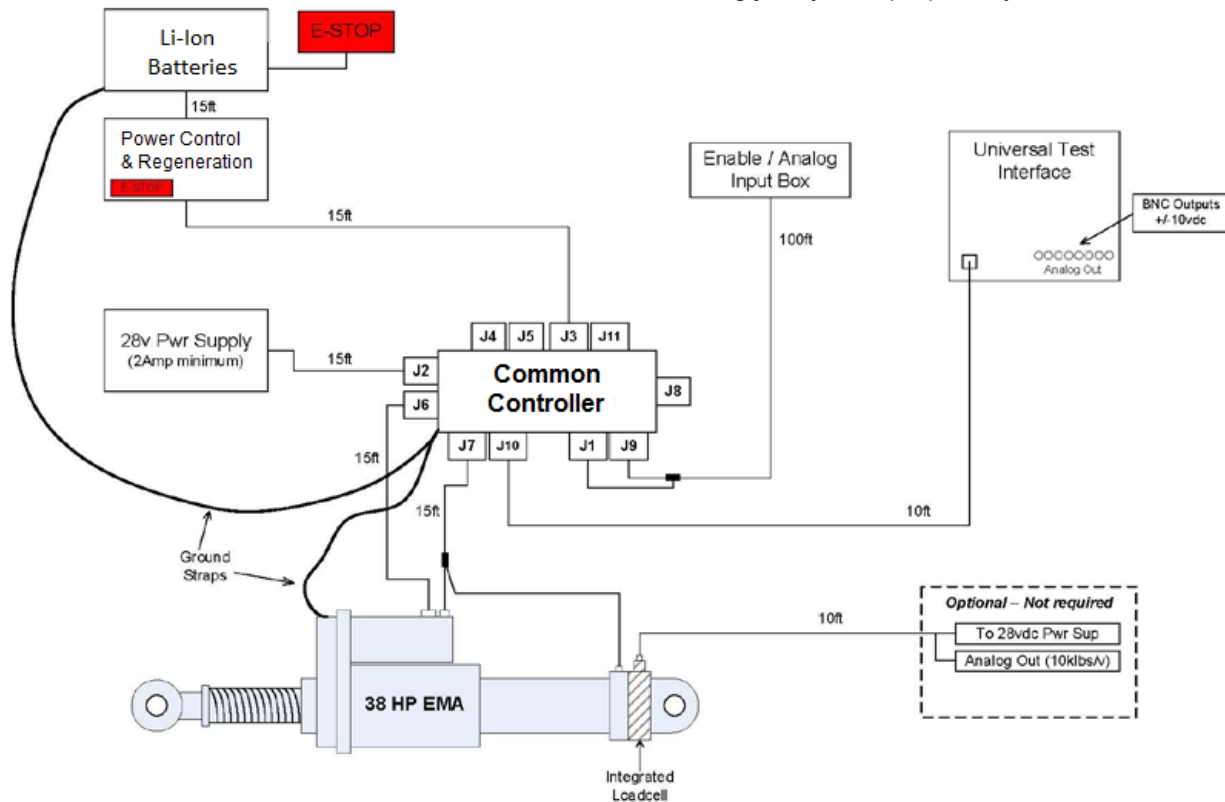 Li-Ion
Batteries
E-STOP
15ft
Power Control
& Regeneration
E-STOP
15ft
Enable / Analog
Input Box
100ft
Universal Test
Interface
BNC Outputs
+/-10vdc
Analog Out
28v Pwr Supply
(2Amp minimum)
15ft
J4
J5
J3
J11
J2
J6
Common
Controller
J8
J7
J10
J1
J9
15ft
15ft
10ft
Ground
Straps
38 HP EMA
10ft
Optional – Not required
To 28vdc Pwr Sup
Analog Out (10klbs/v)
Integrated
Loadcell